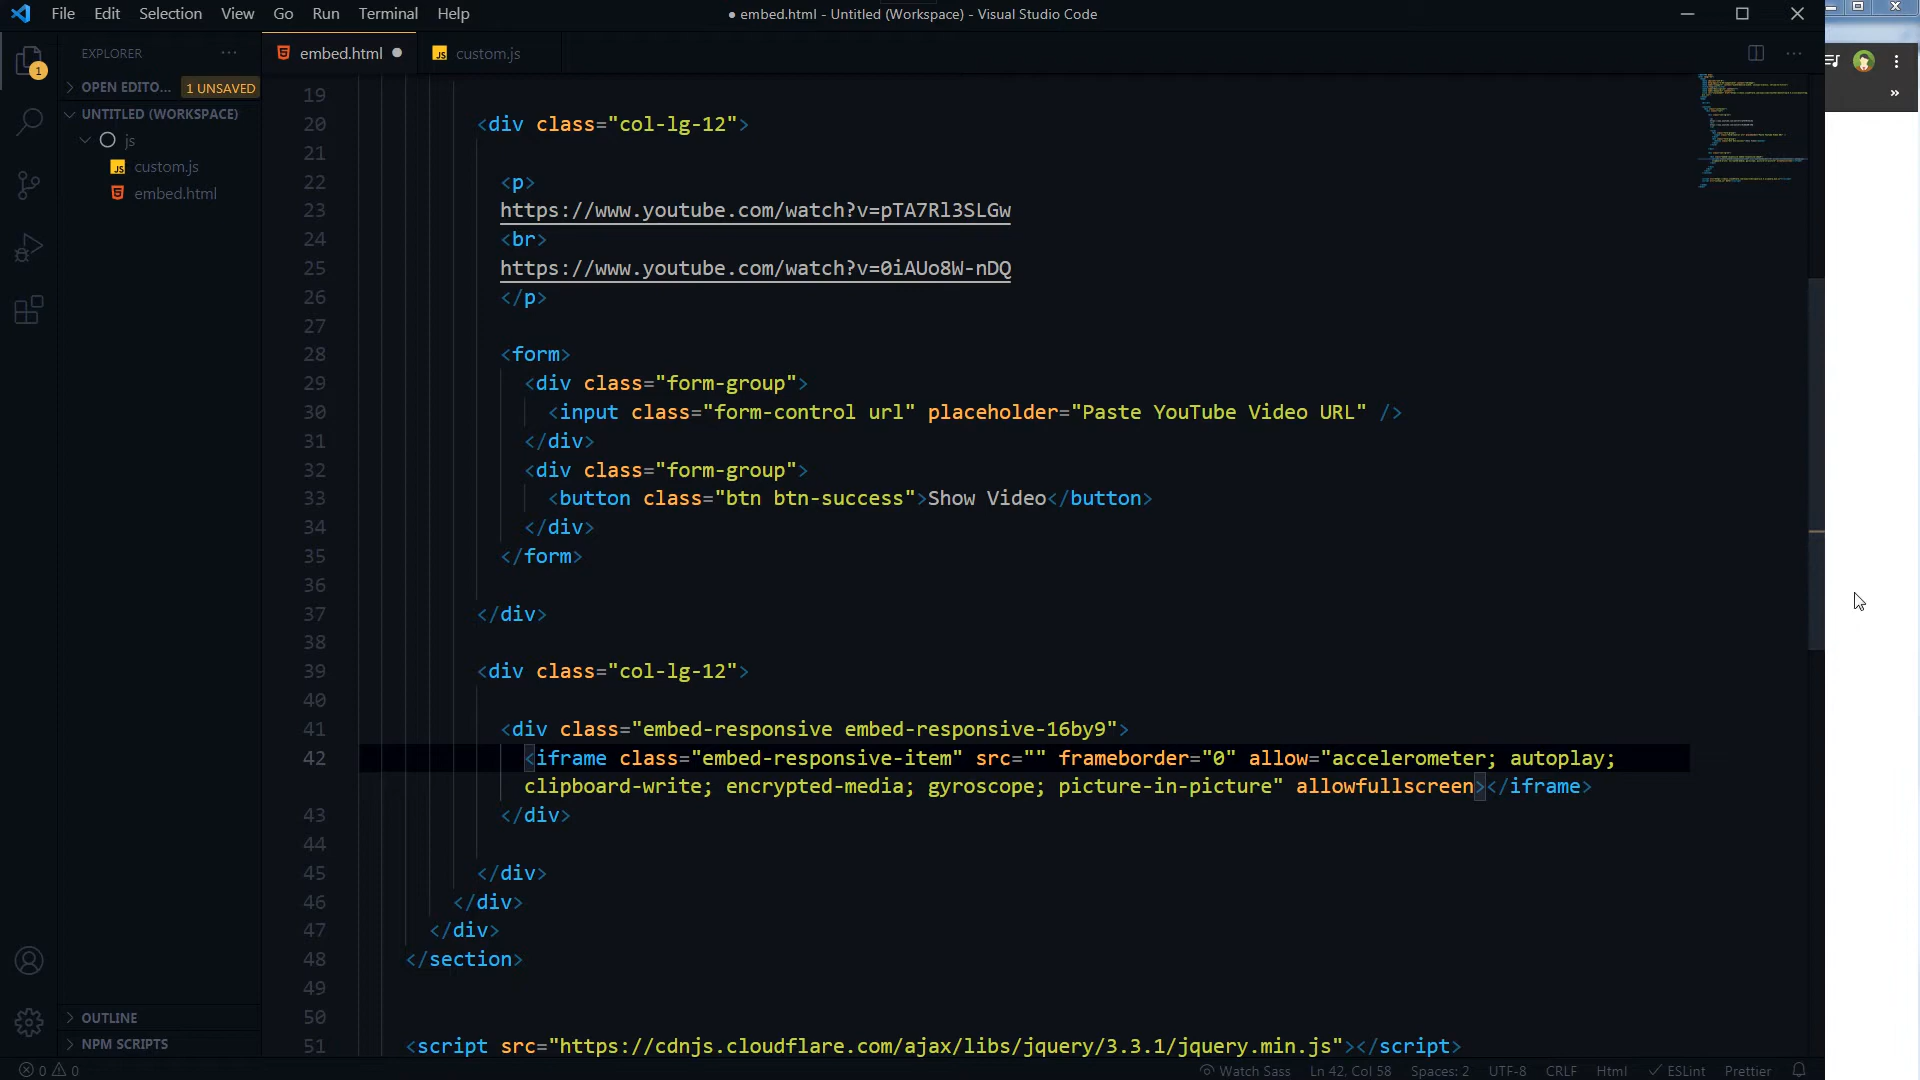 File Edit Selection View Go Run Terminal Help
● embed.html - Untitled (Workspace) - Visual Studio Code
EXPLORER ···
embed.html ●
JS custom.js
1
OPEN EDITO... 1 UNSAVED
UNTITLED (WORKSPACE)
js
JS custom.js
embed.html
19
20 <div class="col-lg-12">
21
22 <p>
23 https://www.youtube.com/watch?v=pTA7Rl3SLGw
24 <br>
25 https://www.youtube.com/watch?v=0iAUo8W-nDQ
26 </p>
27
28 <form>
29 <div class="form-group">
30 <input class="form-control url" placeholder="Paste YouTube Video URL" />
31 </div>
32 <div class="form-group">
33 <button class="btn btn-success">Show Video</button>
34 </div>
35 </form>
36
37 </div>
38
39 <div class="col-lg-12">
40
41 <div class="embed-responsive embed-responsive-16by9">
42 <iframe class="embed-responsive-item" src="" frameborder="0" allow="accelerometer; autoplay;
clipboard-write; encrypted-media; gyroscope; picture-in-picture" allowfullscreen></iframe>
43 </div>
44
45 </div>
46 </div>
47 </div>
48 </section>
49
50
51 <script src="https://cdnjs.cloudflare.com/ajax/libs/jquery/3.3.1/jquery.min.js"></script>
OUTLINE
NPM SCRIPTS
0 0
Watch Sass Ln 42, Col 58 Spaces: 2 UTF-8 CRLF Html ESLint Prettier